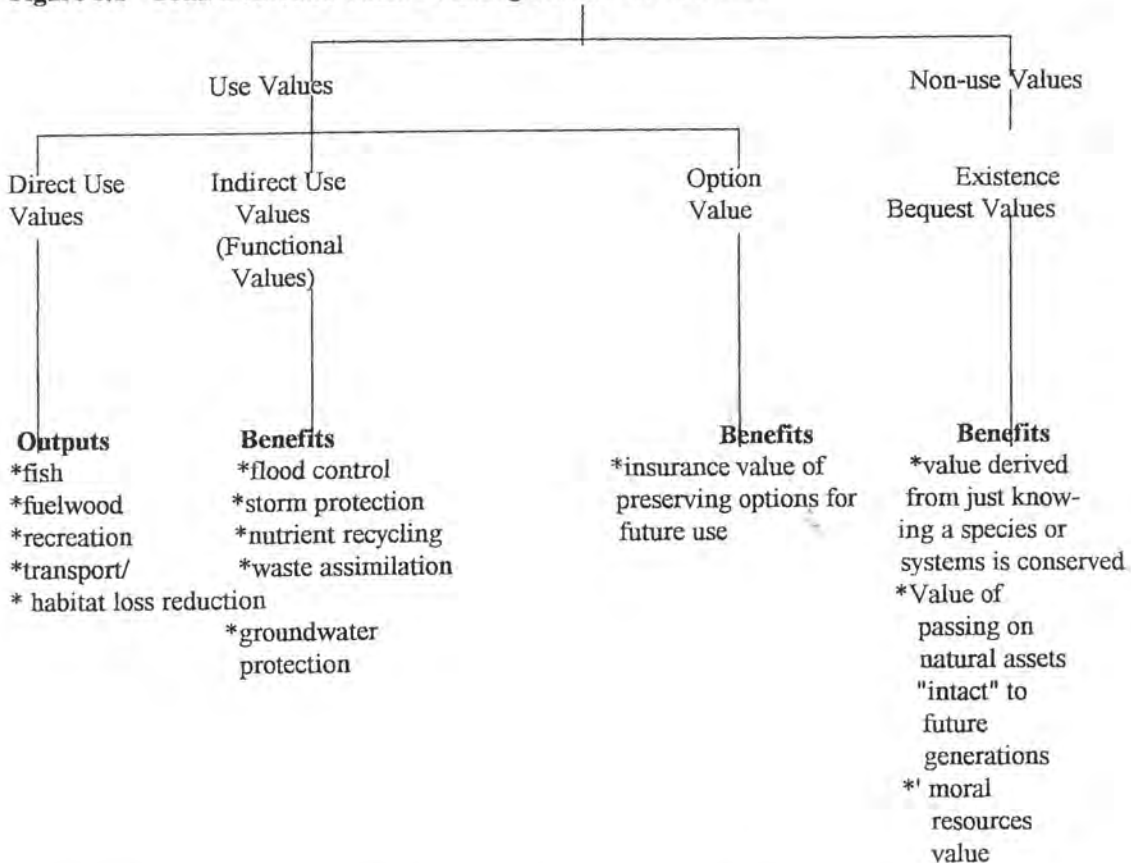 Use Values
Non-use Values
Direct Use
Values
Indirect Use
Values
(Functional
Values)
Option
Value
Existence
Bequest Values
Outputs
*fish
*fuelwood
*recreation
*transport/
* habitat loss reduction
Benefits
*flood control
*storm protection
*nutrient recycling
*waste assimilation
*groundwater
protection
Benefits
*insurance value of
preserving options for
future use
Benefits
*value derived
from just know-
ing a species or
systems is conserved
*Value of
passing on
natural assets
"intact" to
future
generations
*' moral
resources
value